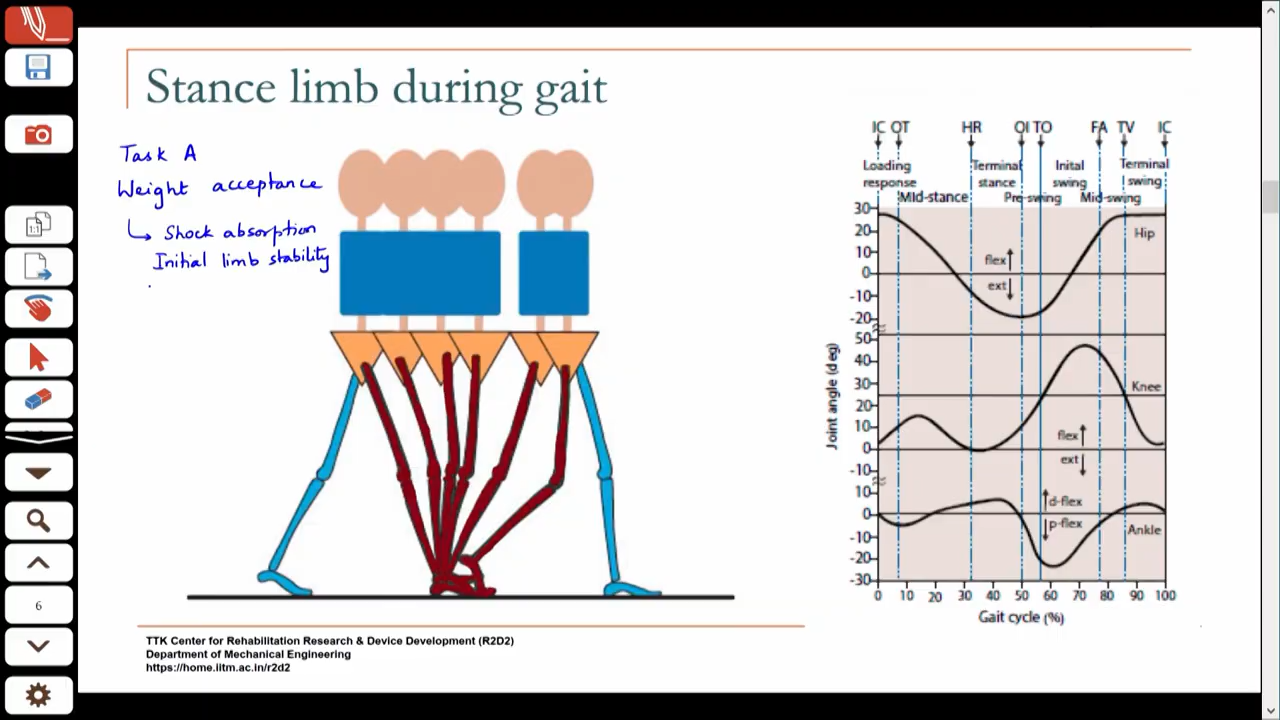 Stance limb during gait
Task A
Weight acceptance
Shock absorption
Initial limb stability
IC OT HR OI TO FA TV IC
Loading response
Mid-stance
Terminal stance
Pre-swing
Inital swing
Mid-swing
Terminal swing
30
20
10
0
-10
-20
Hip
flex
ext
50
40
30
20
10
0
-10
Knee
flex
ext
10
0
-10
-20
-30
d-flex
p-flex
Ankle
Joint angle (deg)
0 10 20 30 40 50 60 70 80 90 100
Gait cycle (%)
TTK Center for Rehabilitation Research & Device Development (R2D2)
Department of Mechanical Engineering
https://home.iitm.ac.in/r2d2
1:1
6